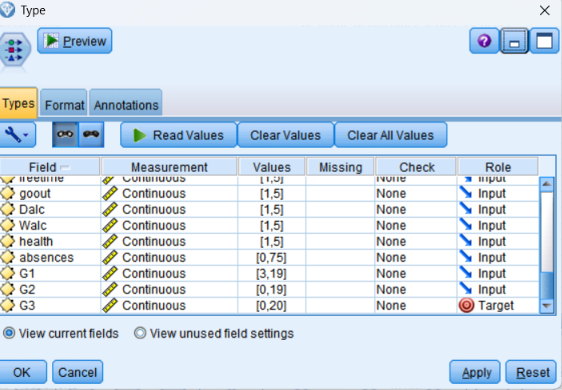 Type
Preview
?
Types Format Annotations
Read Values Clear Values Clear All Values
Field Measurement Values Missing Check Role
freetime Continuous [1,5] None Input
goout Continuous [1,5] None Input
Dalc Continuous [1,5] None Input
Walc Continuous [1,5] None Input
health Continuous [1,5] None Input
absences Continuous [0,75] None Input
G1 Continuous [3,19] None Input
G2 Continuous [0,19] None Input
G3 Continuous [0,20] None Target
View current fields View unused field settings
OK Cancel Apply Reset